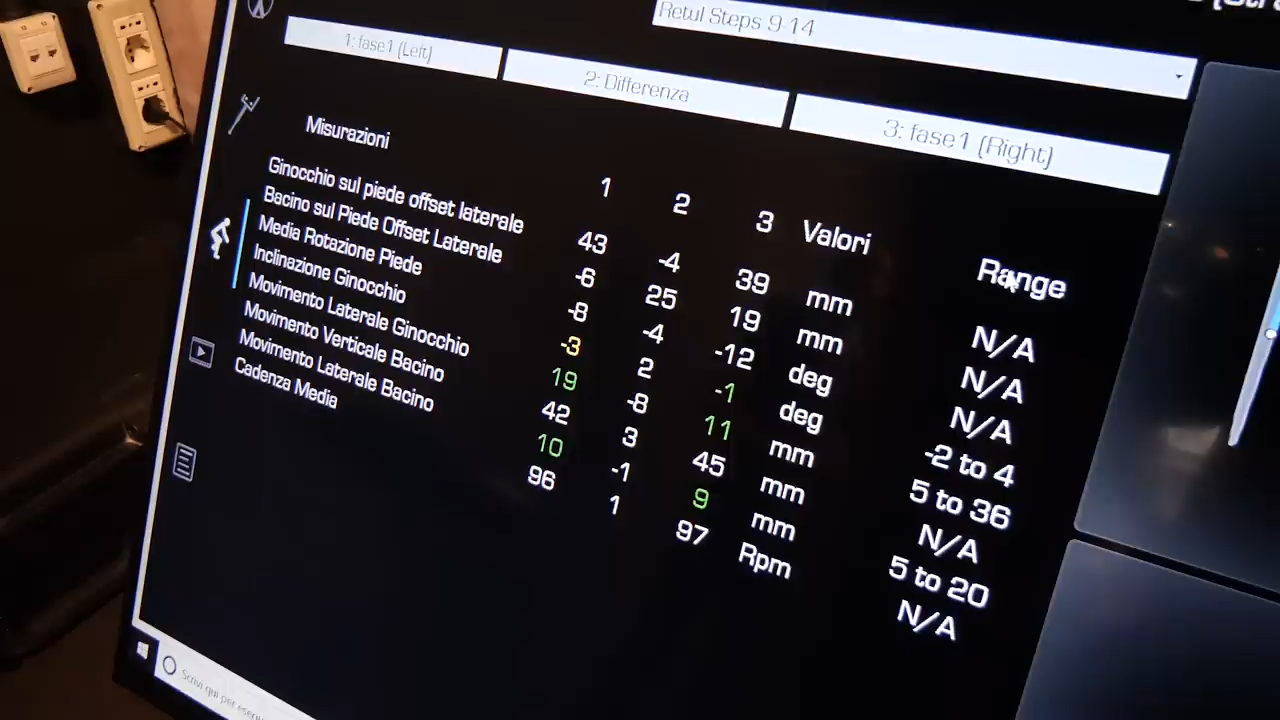 Retul Steps 9-14
1: fase1 (Left)
2: Differenza
3: fase1 (Right)
Misurazioni 1 2 3 Valori Range
Ginocchio sul piede offset laterale 43 -4 39 mm N/A
Bacino sul Piede Offset Laterale -6 25 19 mm N/A
Media Rotazione Piede -8 -4 -12 deg N/A
Inclinazione Ginocchio -3 2 -1 deg -2 to 4
Movimento Laterale Ginocchio 19 -8 11 mm 5 to 36
Movimento Verticale Bacino 42 3 45 mm N/A
Movimento Laterale Bacino 10 -1 9 mm 5 to 20
Cadenza Media 96 1 97 Rpm N/A
Scrivi qui per